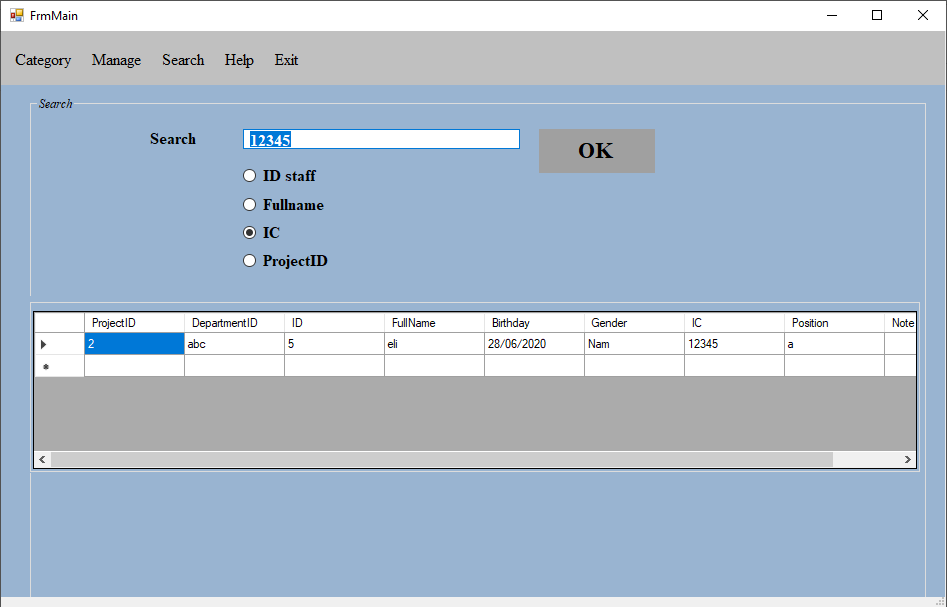 FrmMain
Category Manage Search Help Exit
Search
Search 12345 OK
ID staff
Fullname
IC
ProjectID
ProjectID DepartmentID ID FullName Birthday Gender IC Position Note
2 abc 5 eli 28/06/2020 Nam 12345 a